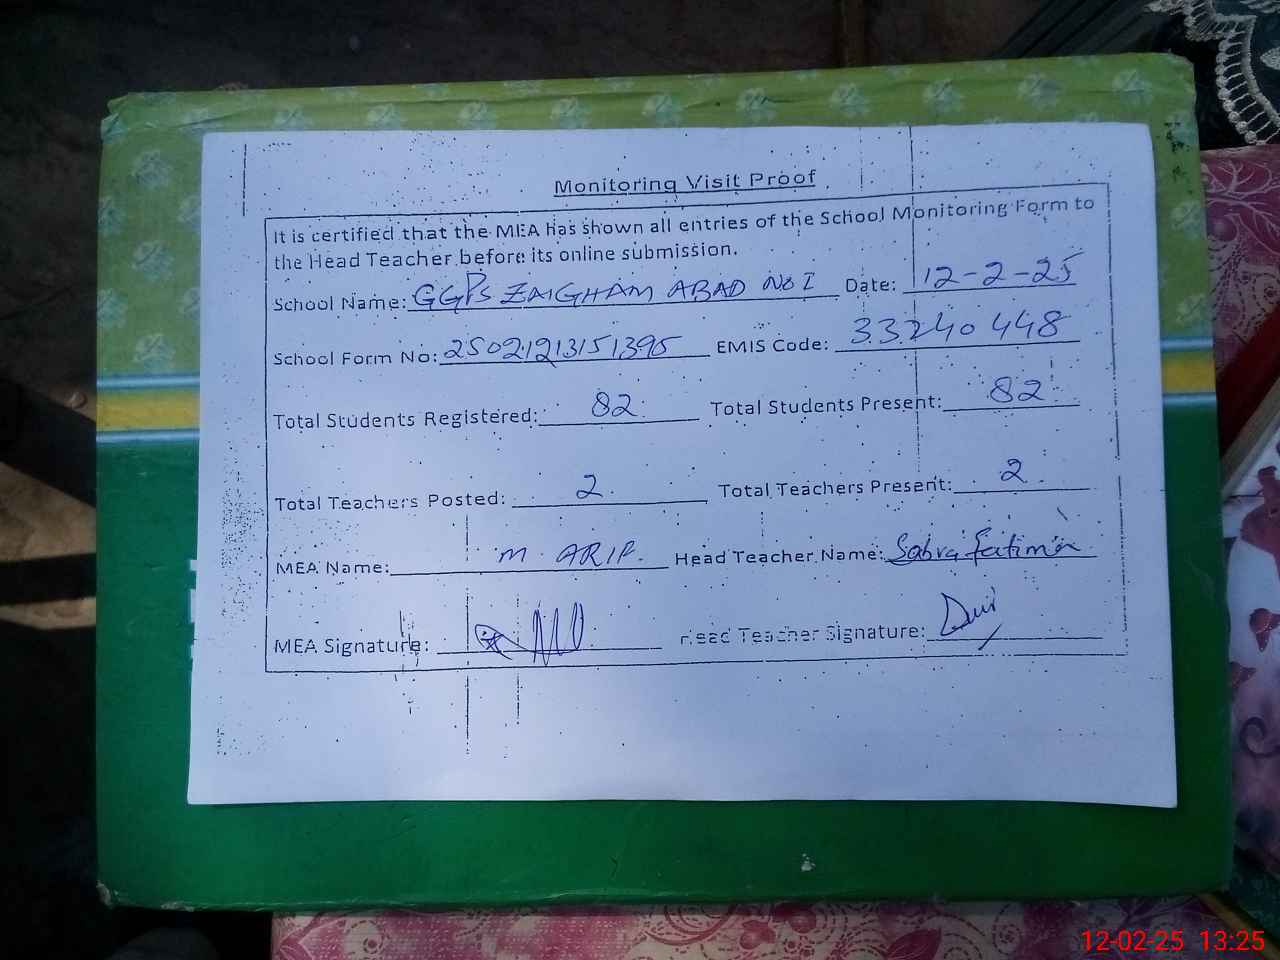 Monitoring Visit Proof
It is certified that the MEA has shown all entries of the School Monitoring Form to
the Head Teacher before its online submission.
School Name: GGPS ZAIGHAM ABAD NO I Date: 12-2-25
School Form No: 25021213151395 EMIS Code: 33240448
Total Students Registered: 82 Total Students Present: 82
Total Teachers Posted: 2 Total Teachers Present: 2
MEA Name: M. ARIF. Head Teacher Name: Sabra Fatima
MEA Signature: Head Teacher Signature:
12-02-25 13:25